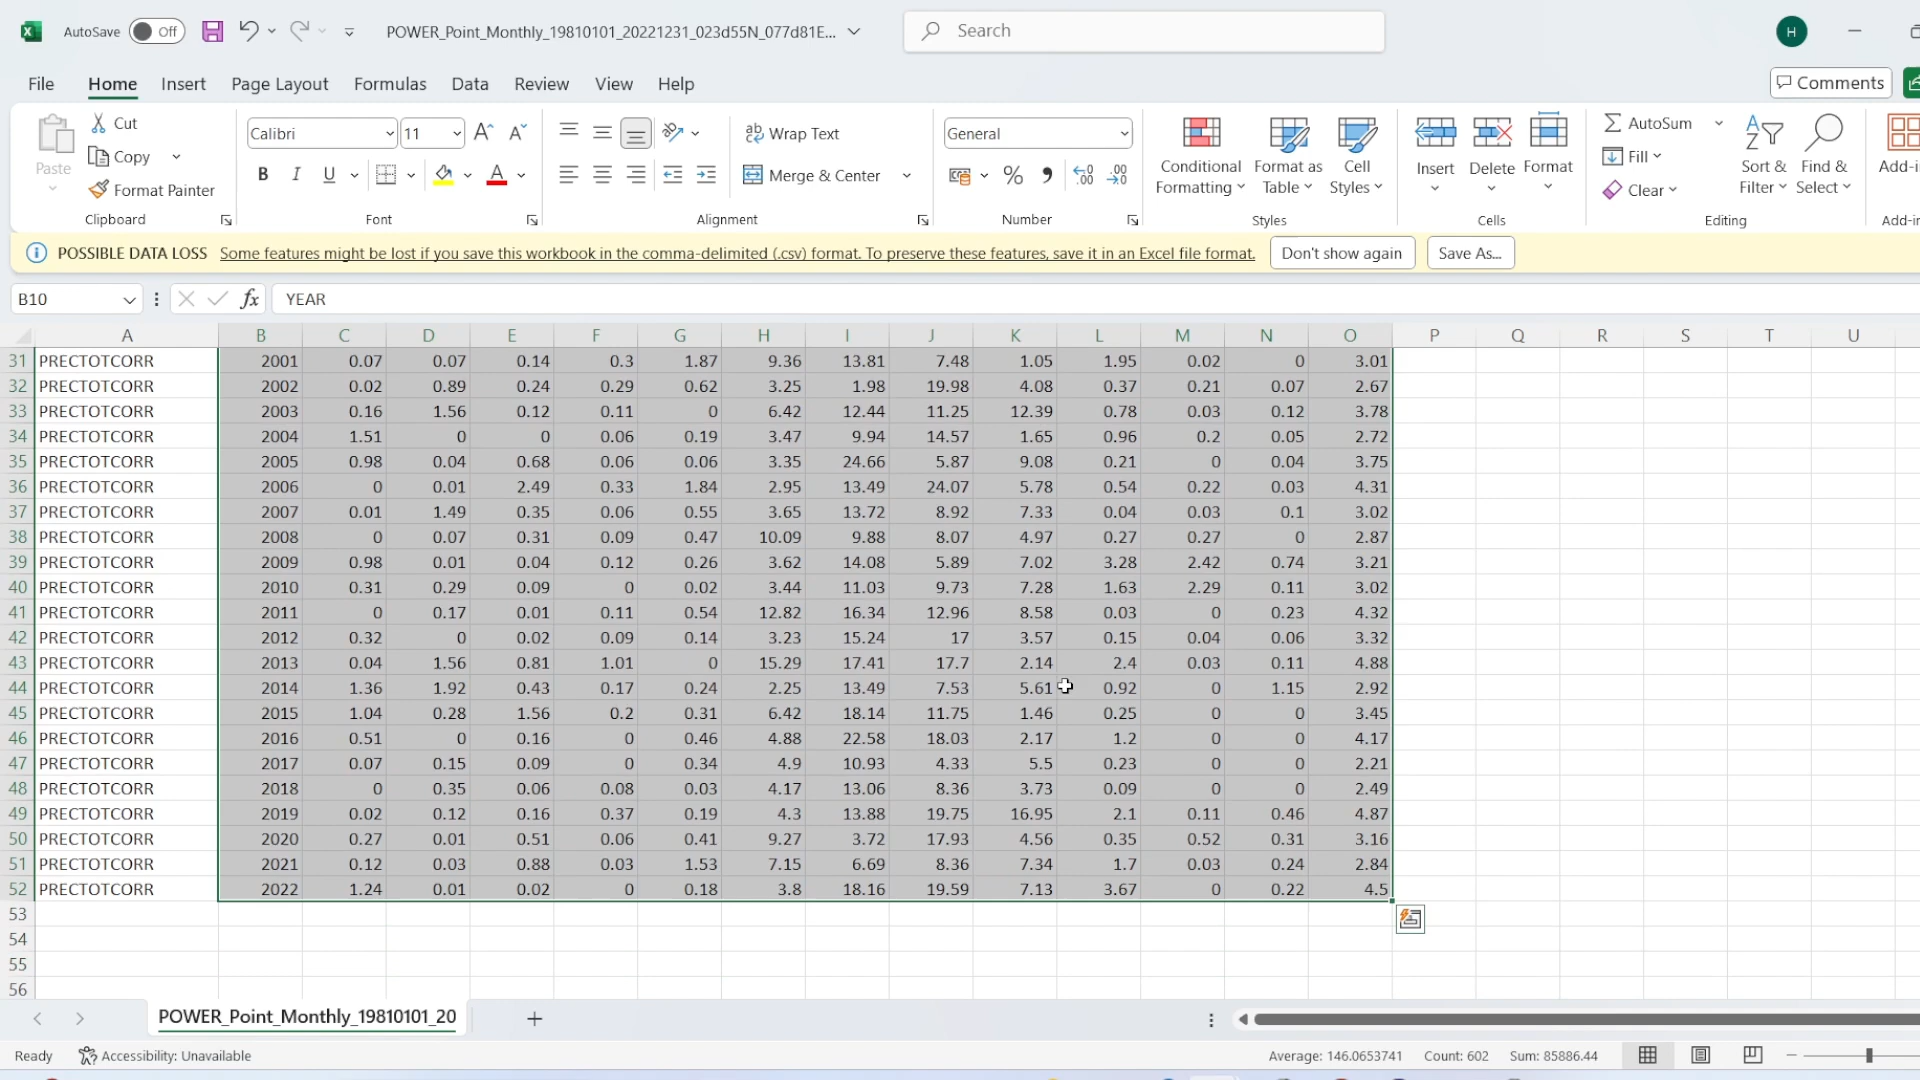 AutoSave Off POWER_Point_Monthly_19810101_20221231_023d55N_077d81E... Search H
File Home Insert Page Layout Formulas Data Review View Help Comments
Paste Cut Copy Format Painter Clipboard
Calibri 11 B I U A Font
ab Wrap Text Merge & Center Alignment
General % Number
Conditional Formatting Format as Table Cell Styles Styles
Insert Delete Format Cells
AutoSum Fill Clear Sort & Filter Find & Select Editing
Add-i
POSSIBLE DATA LOSS Some features might be lost if you save this workbook in the comma-delimited (.csv) format. To preserve these features, save it in an Excel file format. Don't show again Save As...
B10 fx YEAR
A B C D E F G H I J K L M N O P Q R S T U
31 PRECTOTCORR 2001 0.07 0.07 0.14 0.3 1.87 9.36 13.81 7.48 1.05 1.95 0.02 0 3.01
32 PRECTOTCORR 2002 0.02 0.89 0.24 0.29 0.62 3.25 1.98 19.98 4.08 0.37 0.21 0.07 2.67
33 PRECTOTCORR 2003 0.16 1.56 0.12 0.11 0 6.42 12.44 11.25 12.39 0.78 0.03 0.12 3.78
34 PRECTOTCORR 2004 1.51 0 0 0.06 0.19 3.47 9.94 14.57 1.65 0.96 0.2 0.05 2.72
35 PRECTOTCORR 2005 0.98 0.04 0.68 0.06 0.06 3.35 24.66 5.87 9.08 0.21 0 0.04 3.75
36 PRECTOTCORR 2006 0 0.01 2.49 0.33 1.84 2.95 13.49 24.07 5.78 0.54 0.22 0.03 4.31
37 PRECTOTCORR 2007 0.01 1.49 0.35 0.06 0.55 3.65 13.72 8.92 7.33 0.04 0.03 0.1 3.02
38 PRECTOTCORR 2008 0 0.07 0.31 0.09 0.47 10.09 9.88 8.07 4.97 0.27 0.27 0 2.87
39 PRECTOTCORR 2009 0.98 0.01 0.04 0.12 0.26 3.62 14.08 5.89 7.02 3.28 2.42 0.74 3.21
40 PRECTOTCORR 2010 0.31 0.29 0.09 0 0.02 3.44 11.03 9.73 7.28 1.63 2.29 0.11 3.02
41 PRECTOTCORR 2011 0 0.17 0.01 0.11 0.54 12.82 16.34 12.96 8.58 0.03 0 0.23 4.32
42 PRECTOTCORR 2012 0.32 0 0.02 0.09 0.14 3.23 15.24 17 3.57 0.15 0.04 0.06 3.32
43 PRECTOTCORR 2013 0.04 1.56 0.81 1.01 0 15.29 17.41 17.7 2.14 2.4 0.03 0.11 4.88
44 PRECTOTCORR 2014 1.36 1.92 0.43 0.17 0.24 2.25 13.49 7.53 5.61 0.92 0 1.15 2.92
45 PRECTOTCORR 2015 1.04 0.28 1.56 0.2 0.31 6.42 18.14 11.75 1.46 0.25 0 0 3.45
46 PRECTOTCORR 2016 0.51 0 0.16 0 0.46 4.88 22.58 18.03 2.17 1.2 0 0 4.17
47 PRECTOTCORR 2017 0.07 0.15 0.09 0 0.34 4.9 10.93 4.33 5.5 0.23 0 0 2.21
48 PRECTOTCORR 2018 0 0.35 0.06 0.08 0.03 4.17 13.06 8.36 3.73 0.09 0 0 2.49
49 PRECTOTCORR 2019 0.02 0.12 0.16 0.37 0.19 4.3 13.88 19.75 16.95 2.1 0.11 0.46 4.87
50 PRECTOTCORR 2020 0.27 0.01 0.51 0.06 0.41 9.27 3.72 17.93 4.56 0.35 0.52 0.31 3.16
51 PRECTOTCORR 2021 0.12 0.03 0.88 0.03 1.53 7.15 6.69 8.36 7.34 1.7 0.03 0.24 2.84
52 PRECTOTCORR 2022 1.24 0.01 0.02 0 0.18 3.8 18.16 19.59 7.13 3.67 0 0.22 4.5
53
54
55
56
POWER_Point_Monthly_19810101_20
Ready Accessibility: Unavailable Average: 146.0653741 Count: 602 Sum: 85886.44